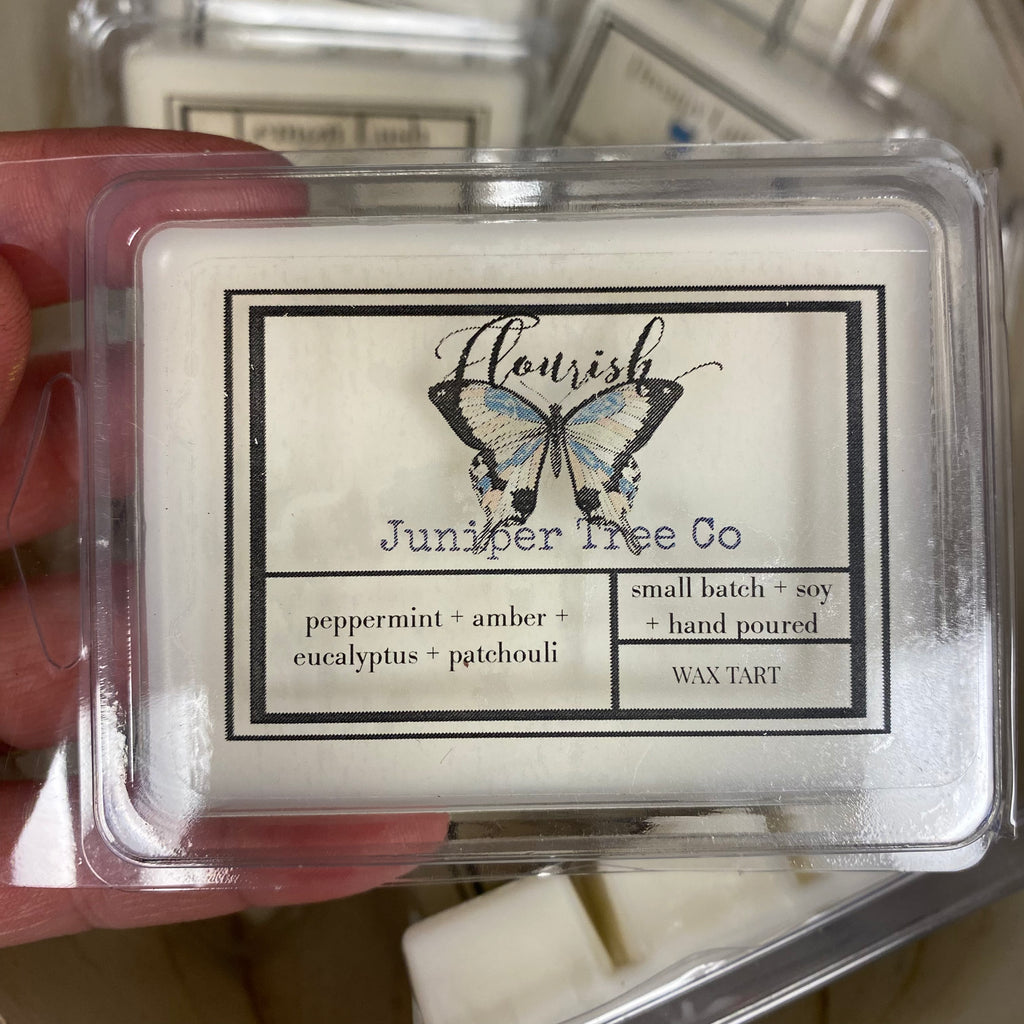 Flourish
Juniper Tree Co
peppermint + amber +
eucalyptus + patchouli
small batch + soy
+ hand poured
WAX TART